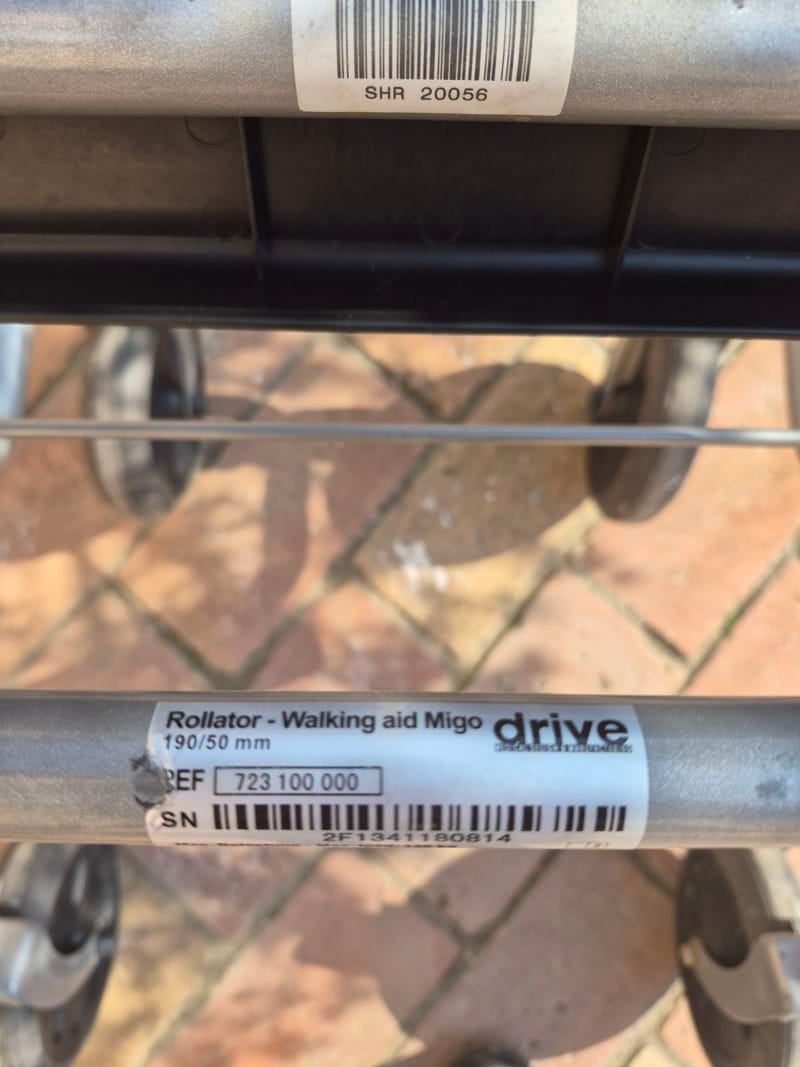 SHR 20056
Rollator - Walking aid Migo
drive
190/50 mm
REF 723 100 000
SN
2F1341180814